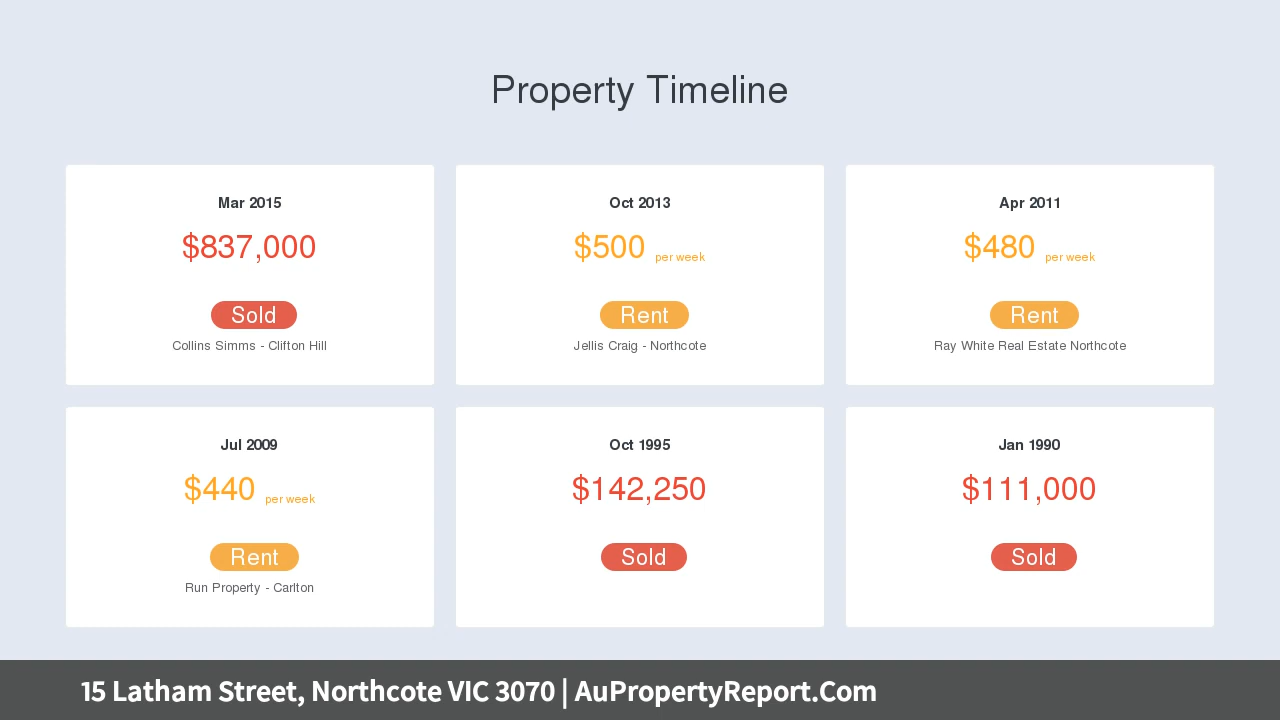 Property Timeline
Mar 2015
$837,000
Sold
Collins Simms - Clifton Hill
Oct 2013
$500 per week
Rent
Jellis Craig - Northcote
Apr 2011
$480 per week
Rent
Ray White Real Estate Northcote
Jul 2009
$440 per week
Rent
Run Property - Carlton
Oct 1995
$142,250
Sold
Jan 1990
$111,000
Sold
15 Latham Street, Northcote VIC 3070 | AuPropertyReport.Com